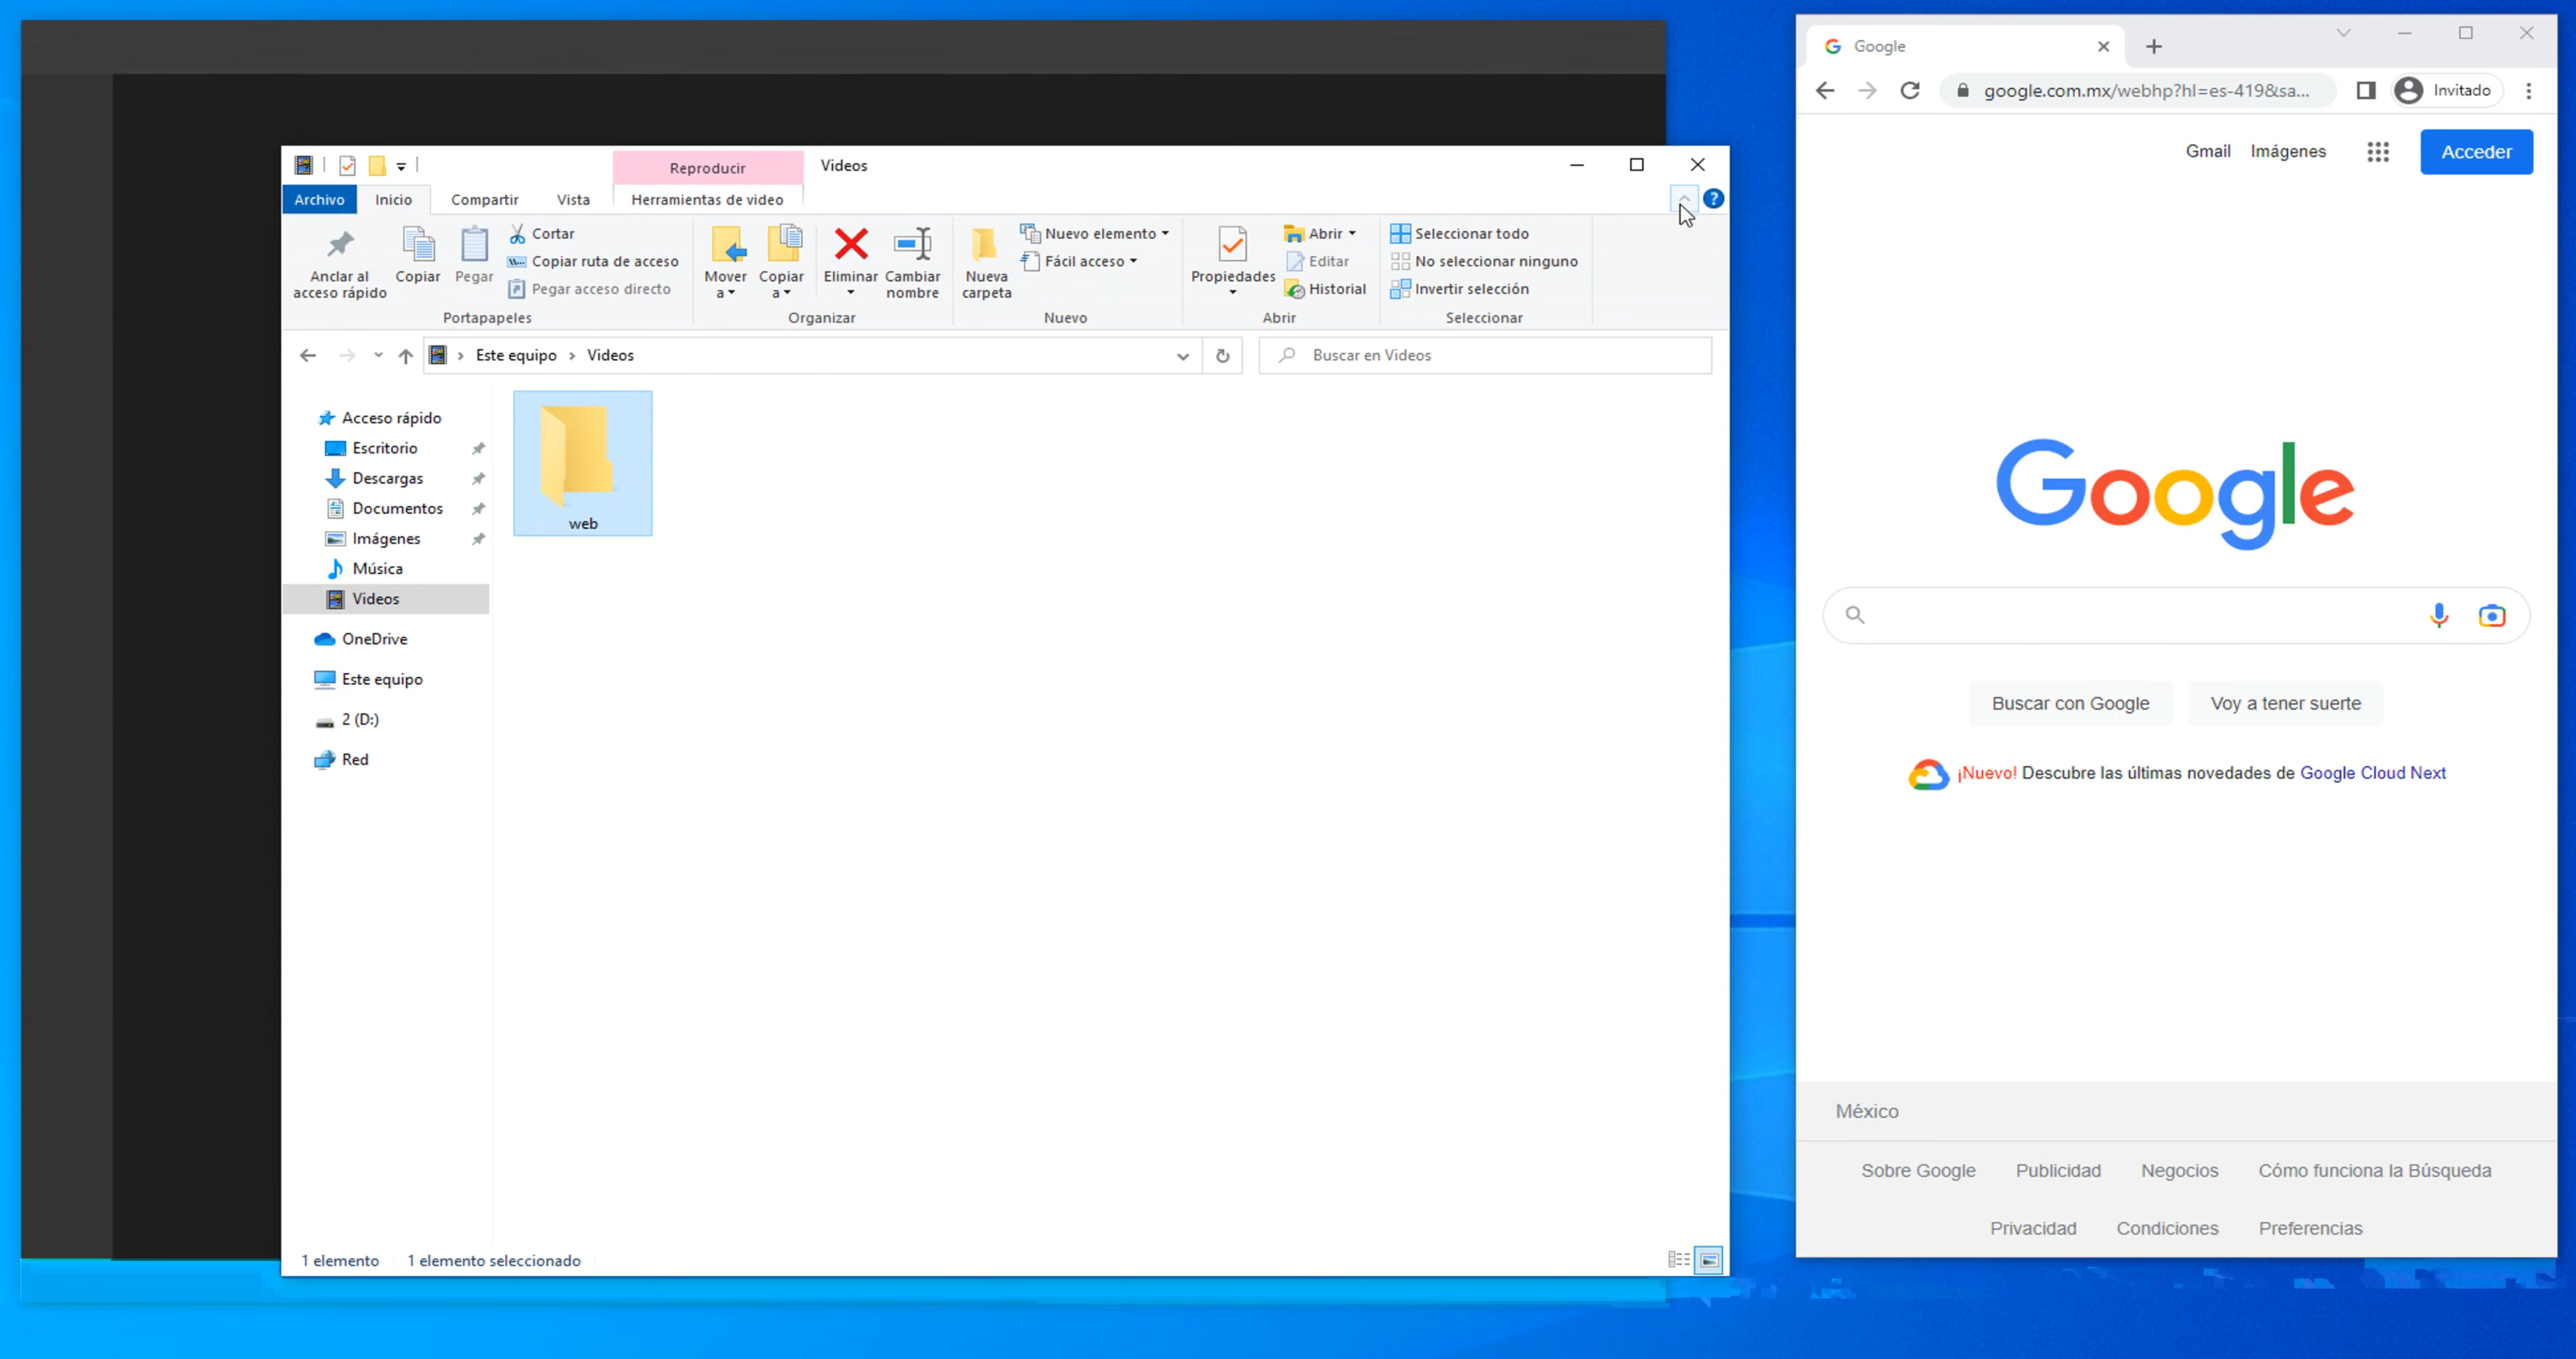 Reproducir
Videos
Archivo
Inicio
Compartir
Vista
Herramientas de video
Anclar al
acceso rápido
Copiar
Pegar
Cortar
Copiar ruta de acceso
Pegar acceso directo
Portapapeles
Mover
a
Copiar
a
Eliminar
Cambiar
nombre
Organizar
Nueva
carpeta
Nuevo elemento
Fácil acceso
Nuevo
Propiedades
Abrir
Editar
Historial
Abrir
Seleccionar todo
No seleccionar ninguno
Invertir selección
Seleccionar
Este equipo > Videos
Buscar en Videos
Acceso rápido
Escritorio
Descargas
Documentos
Imágenes
Música
Videos
OneDrive
Este equipo
2 (D:)
Red
web
1 elemento
1 elemento seleccionado
Google
google.com.mx/webhp?hl=es-419&sa...
Invitado
Gmail
Imágenes
Acceder
Google
Buscar con Google
Voy a tener suerte
¡Nuevo! Descubre las últimas novedades de Google Cloud Next
México
Sobre Google
Publicidad
Negocios
Cómo funciona la Búsqueda
Privacidad
Condiciones
Preferencias